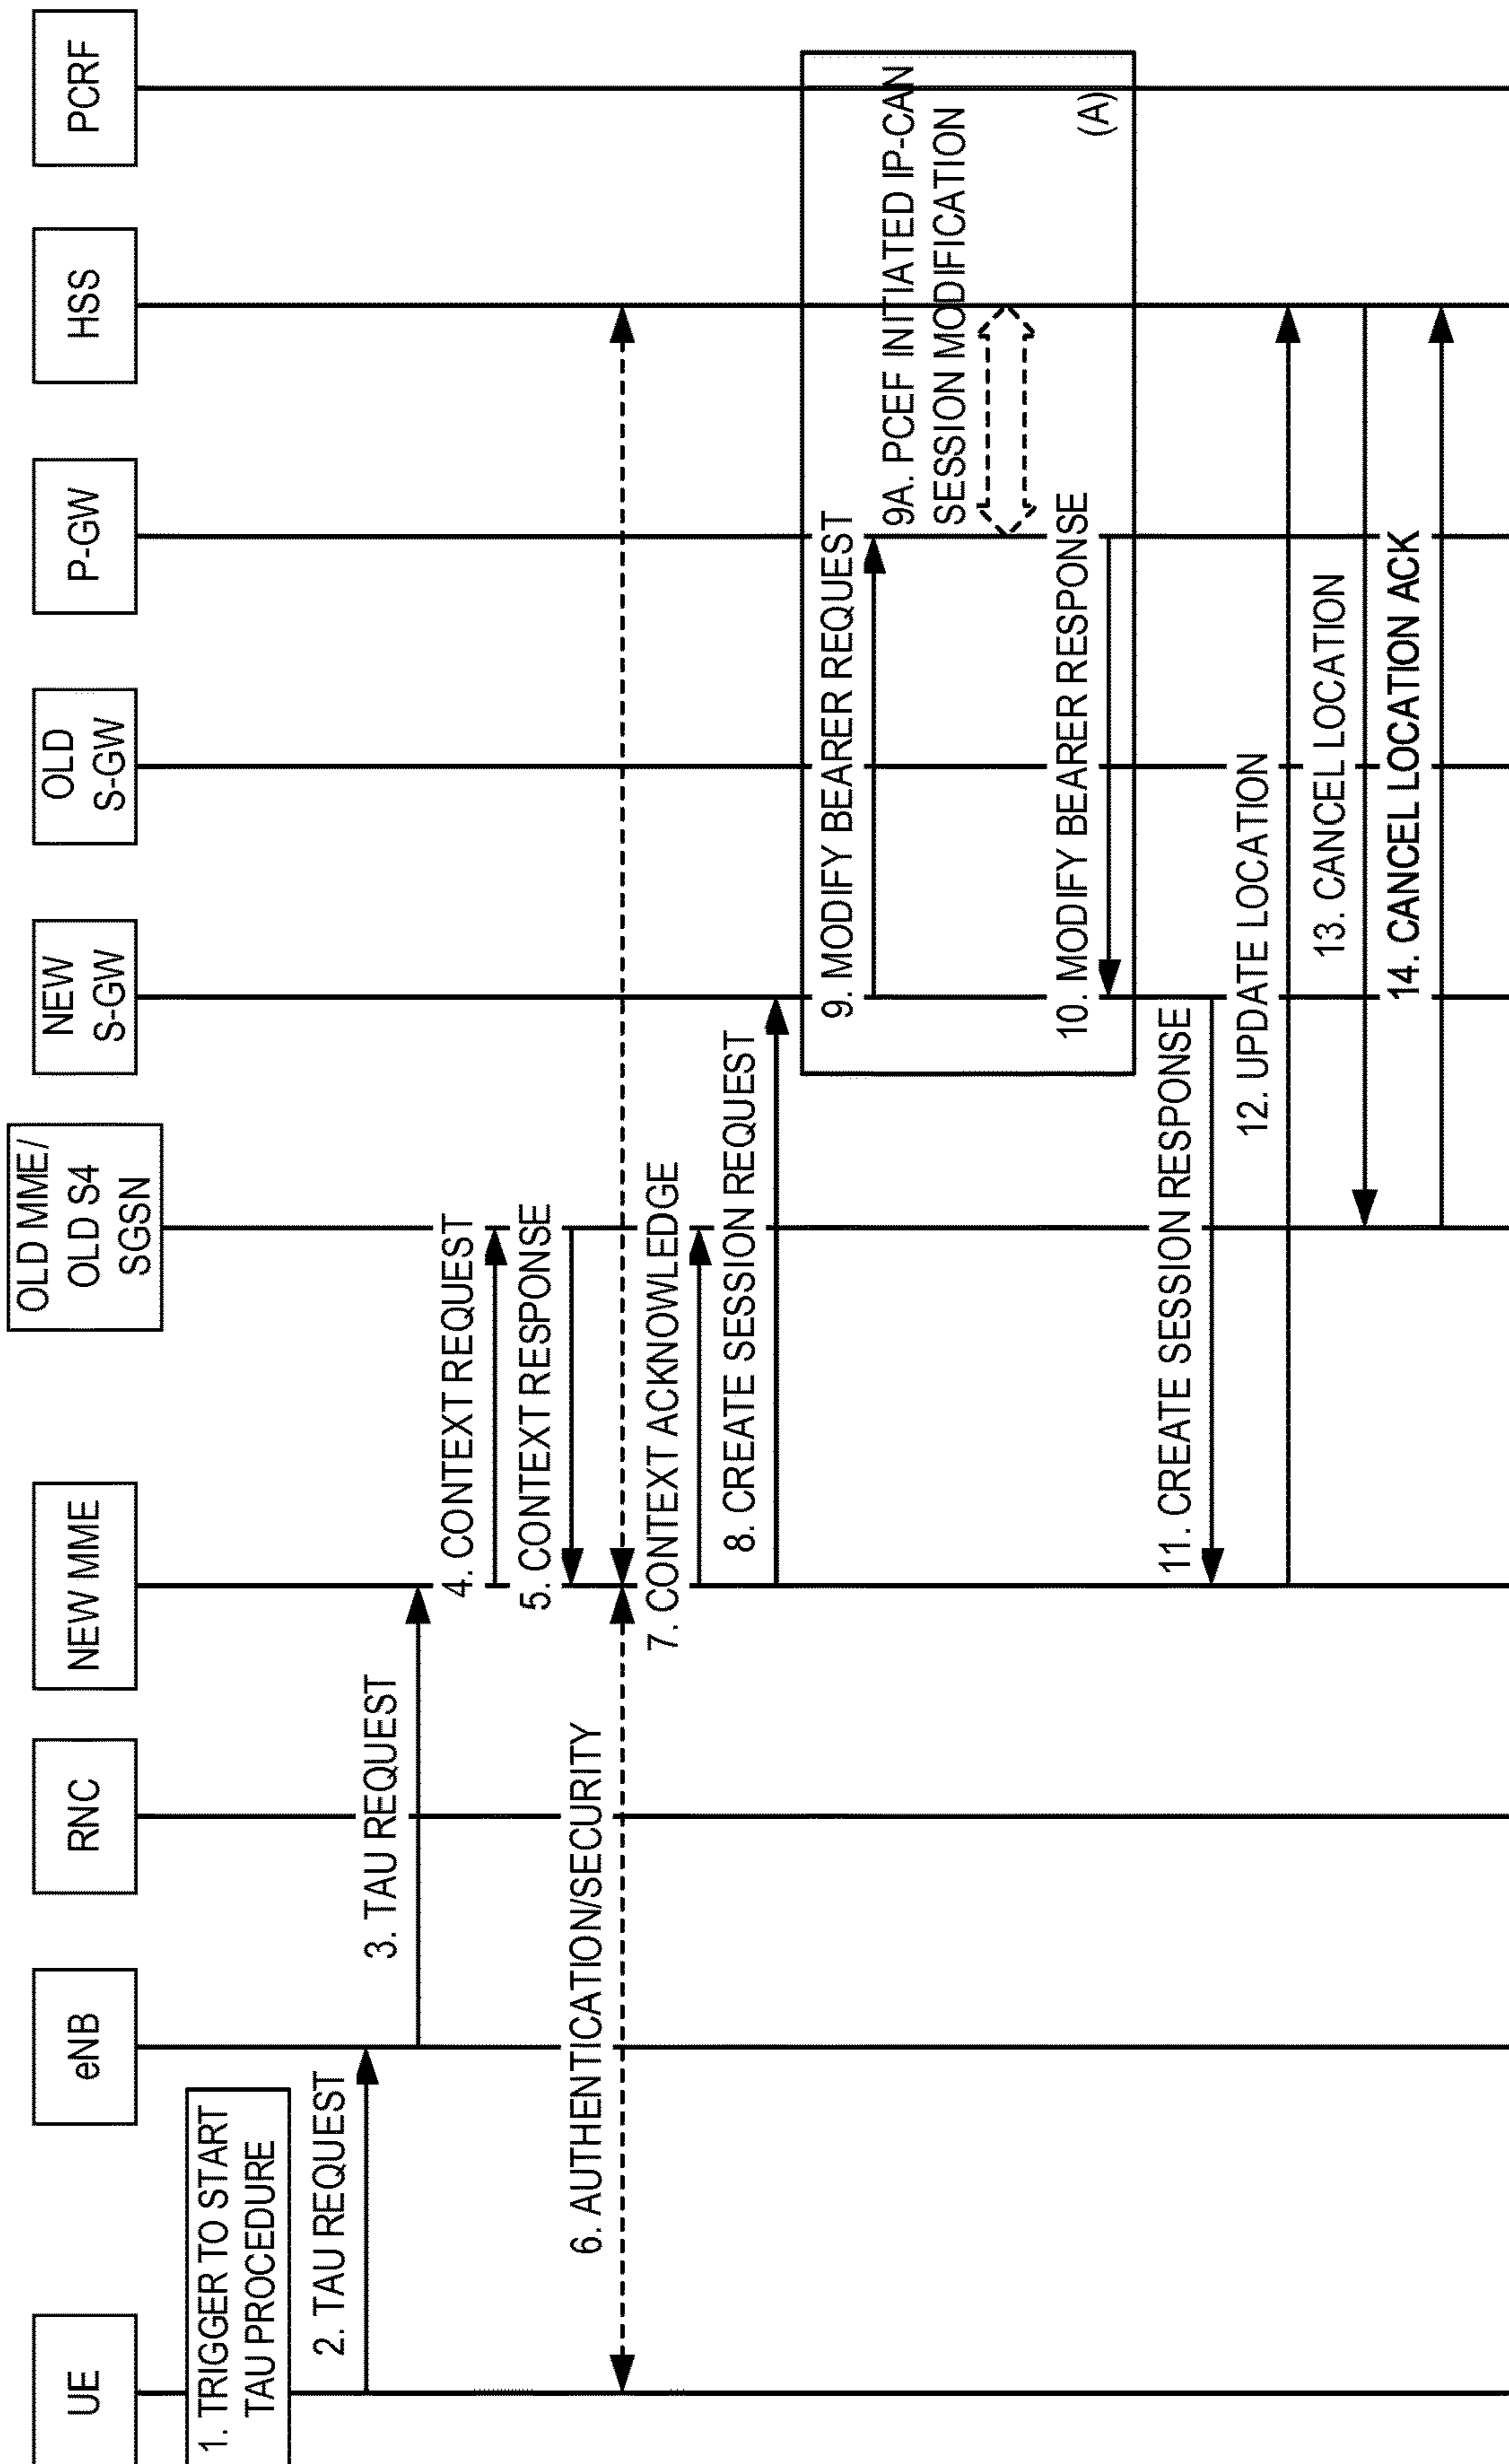 UE
eNB
RNC
NEW MME
OLD MME/
OLD S4
SGSN
NEW
S-GW
OLD
S-GW
P-GW
HSS
PCRF
1. TRIGGER TO START
TAU PROCEDURE
2. TAU REQUEST
3. TAU REQUEST
4. CONTEXT REQUEST
5. CONTEXT RESPONSE
6. AUTHENTICATION/SECURITY
7. CONTEXT ACKNOWLEDGE
8. CREATE SESSION REQUEST
9. MODIFY BEARER REQUEST
9A. PCEF INITIATED IP-CAN
SESSION MODIFICATION
10. MODIFY BEARER RESPONSE
(A)
11. CREATE SESSION RESPONSE
12. UPDATE LOCATION
13. CANCEL LOCATION
14. CANCEL LOCATION ACK